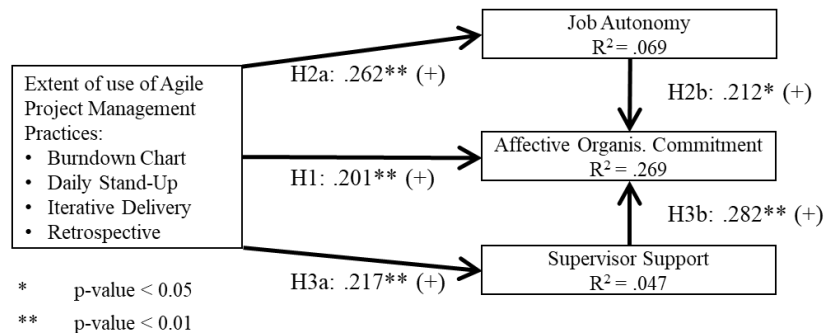 Job Autonomy
R² = .069
H2a: .262** (+)
H2b: .212* (+)
Extent of use of Agile
Project Management
Practices:
• Burndown Chart
• Daily Stand-Up
• Iterative Delivery
• Retrospective
H1: .201** (+)
Affective Organis. Commitment
R² = .269
H3b: .282** (+)
H3a: .217** (+)
Supervisor Support
R² = .047
* p-value < 0.05
** p-value < 0.01